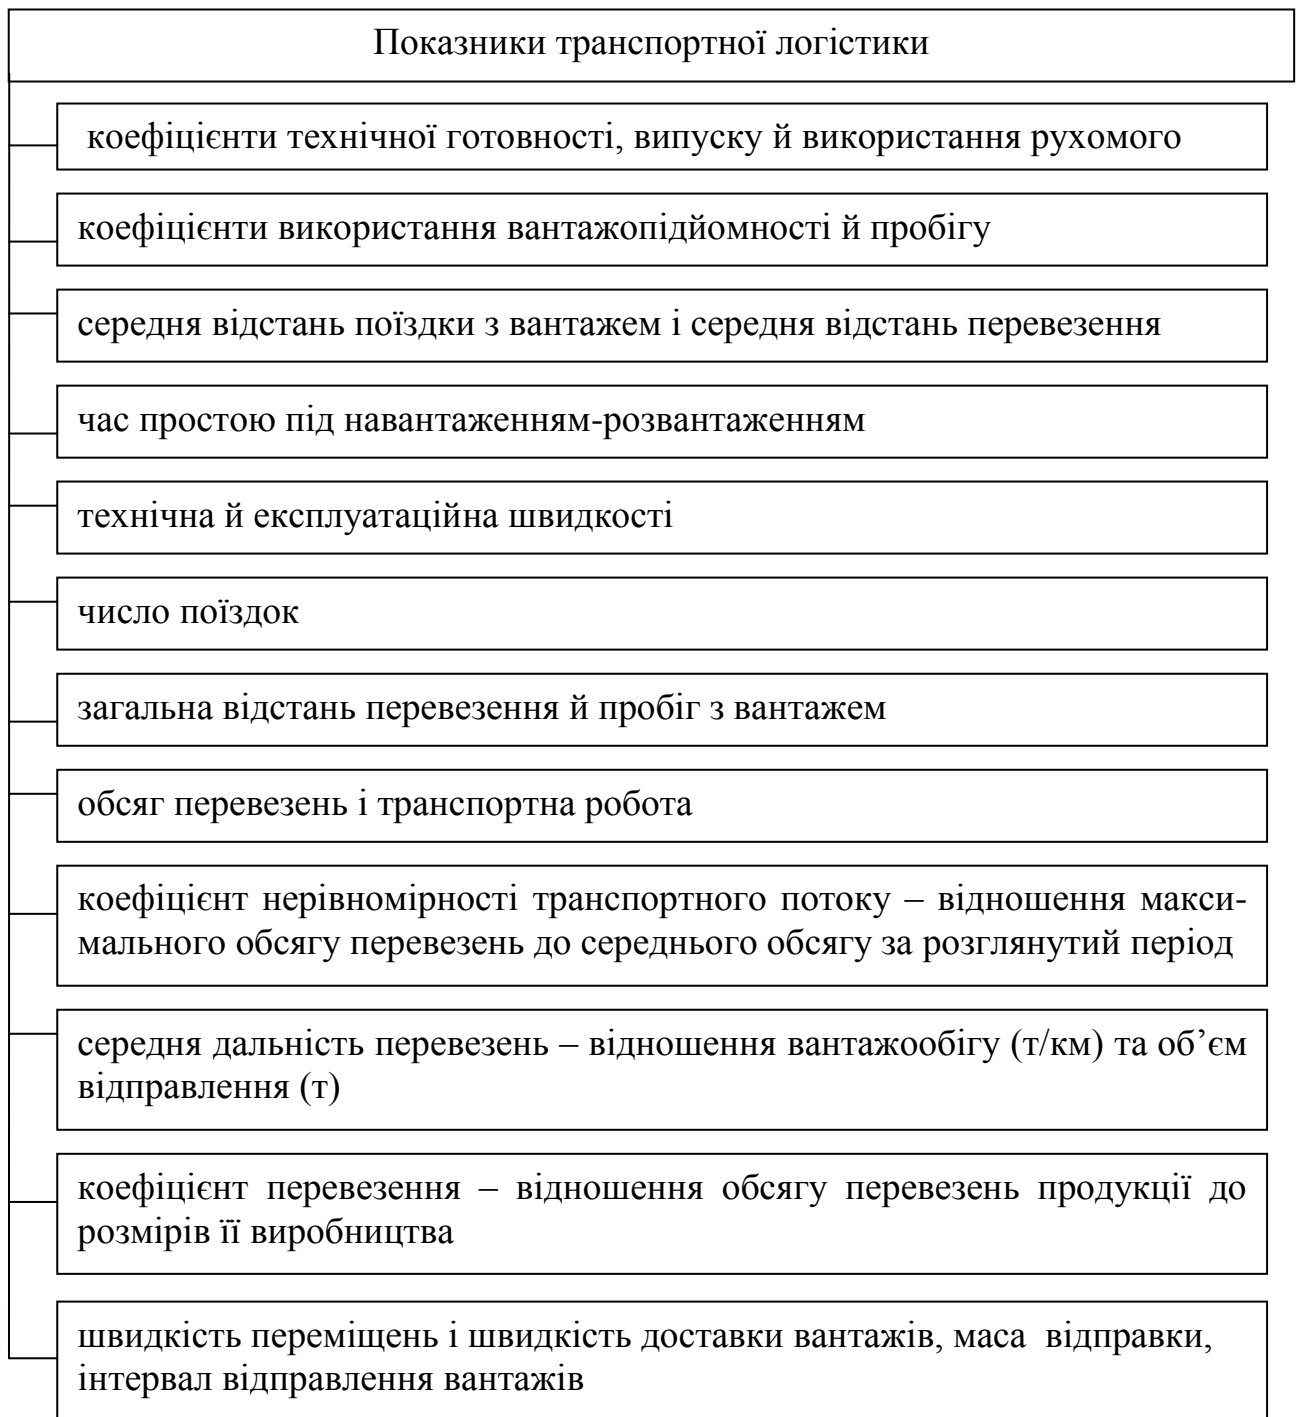 Показники транспортної логістики
коефіцієнти технічної готовності, випуску й використання рухомого
коефіцієнти використання вантажопідйомності й пробігу
середня відстань поїздки з вантажем і середня відстань перевезення
час простою під навантаженням-розвантаженням
технічна й експлуатаційна швидкості
число поїздок
загальна відстань перевезення й пробіг з вантажем
обсяг перевезень і транспортна робота
коефіцієнт нерівномірності транспортного потоку – відношення макси-
мального обсягу перевезень до середнього обсягу за розглянутий період
середня дальність перевезень – відношення вантажообігу (т/км) та об’єм
відправлення (т)
коефіцієнт перевезення – відношення обсягу перевезень продукції до
розмірів її виробництва
швидкість переміщень і швидкість доставки вантажів, маса відправки,
інтервал відправлення вантажів